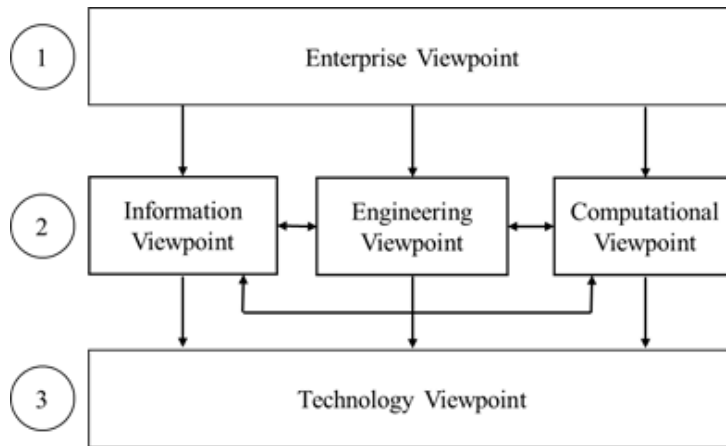 1
Enterprise Viewpoint
2
Information
Viewpoint
Engineering
Viewpoint
Computational
Viewpoint
3
Technology Viewpoint